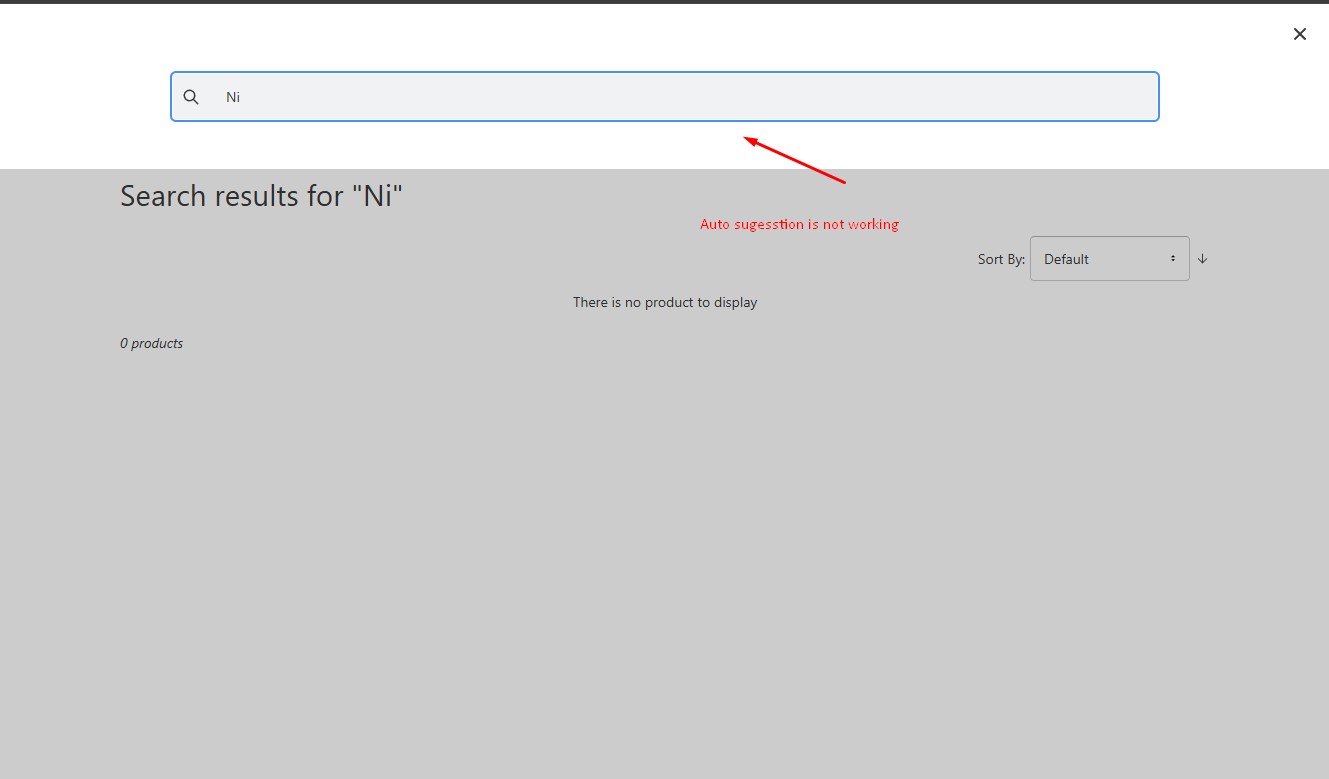 Ni
Search results for "Ni"
Auto sugesstion is not working
Sort By: Default
There is no product to display
0 products